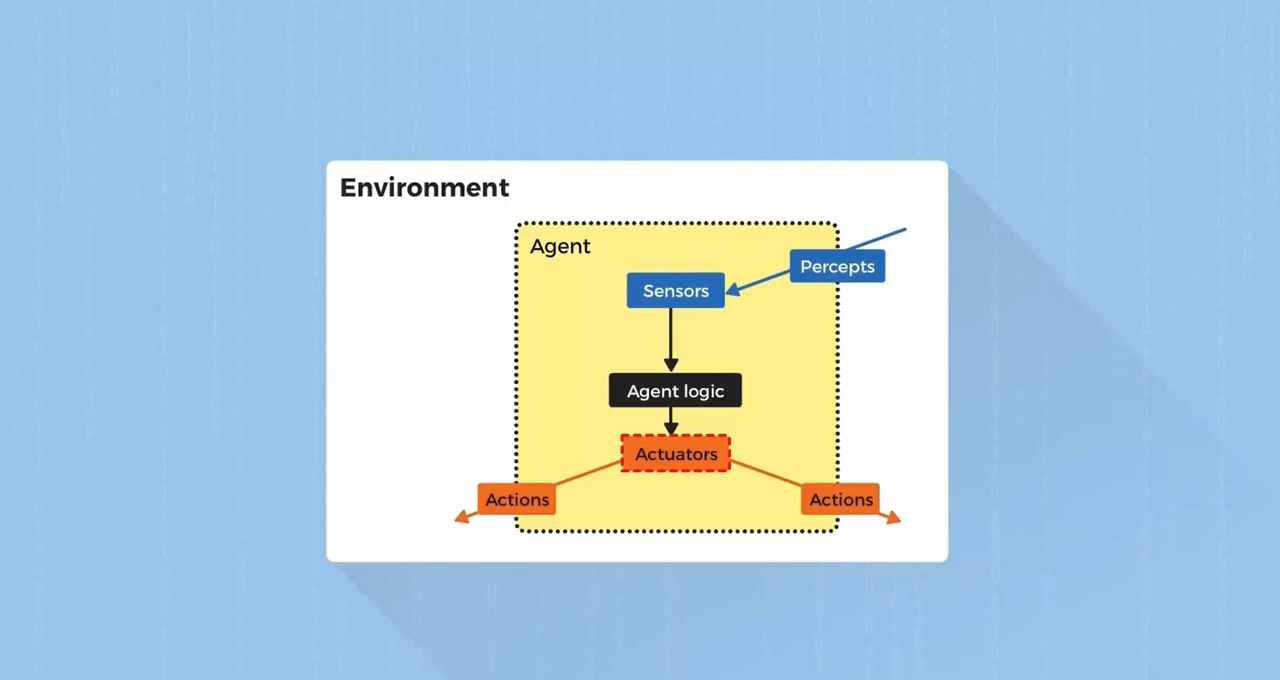 Environment
Agent
Percepts
Sensors
Agent logic
Actuators
Actions
Actions